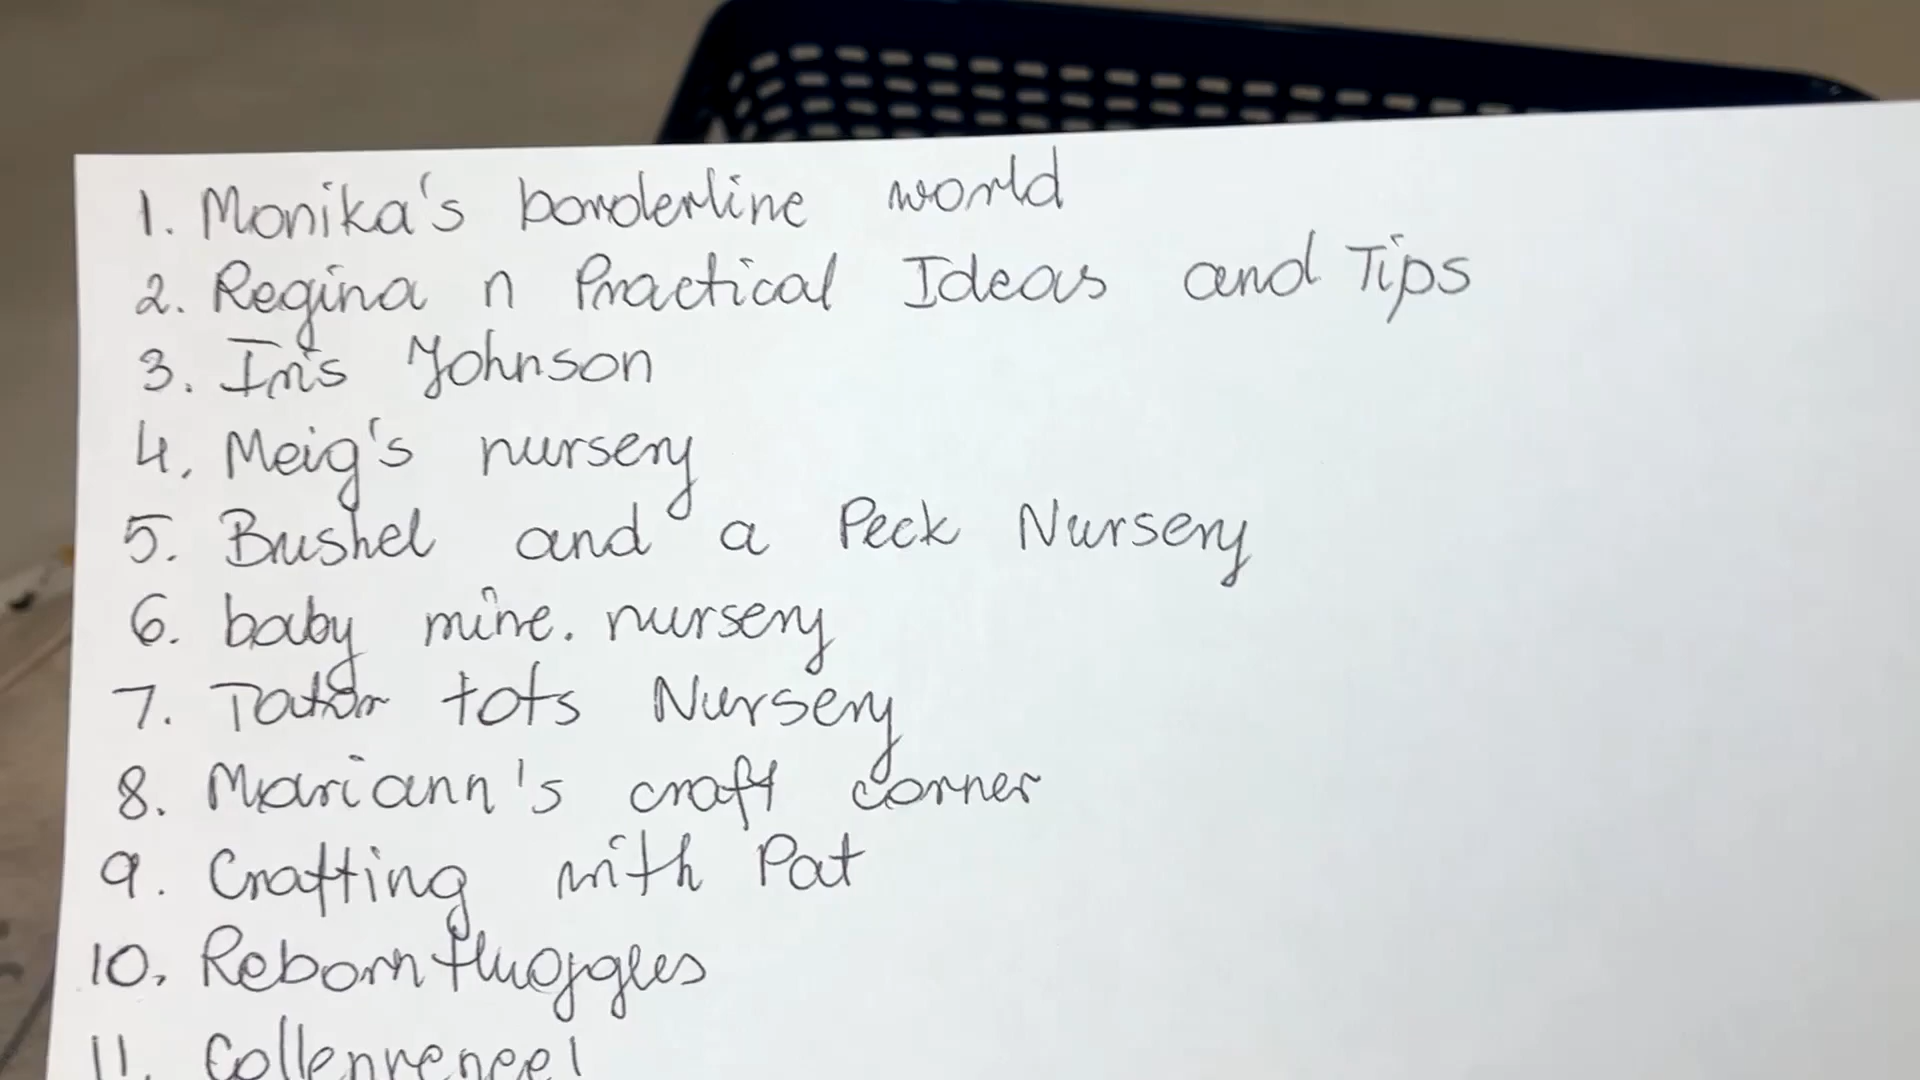 1. Monika's borderline world
2. Regina n Practical Ideas and Tips
3. Iris Johnson
4. Meig's nursery
5. Bushel and a Peck Nursery
6. baby mine. nursery
7. Tator tots Nursery
8. Mariann's craft corner
9. Crafting with Pat
10. Reborn
11.